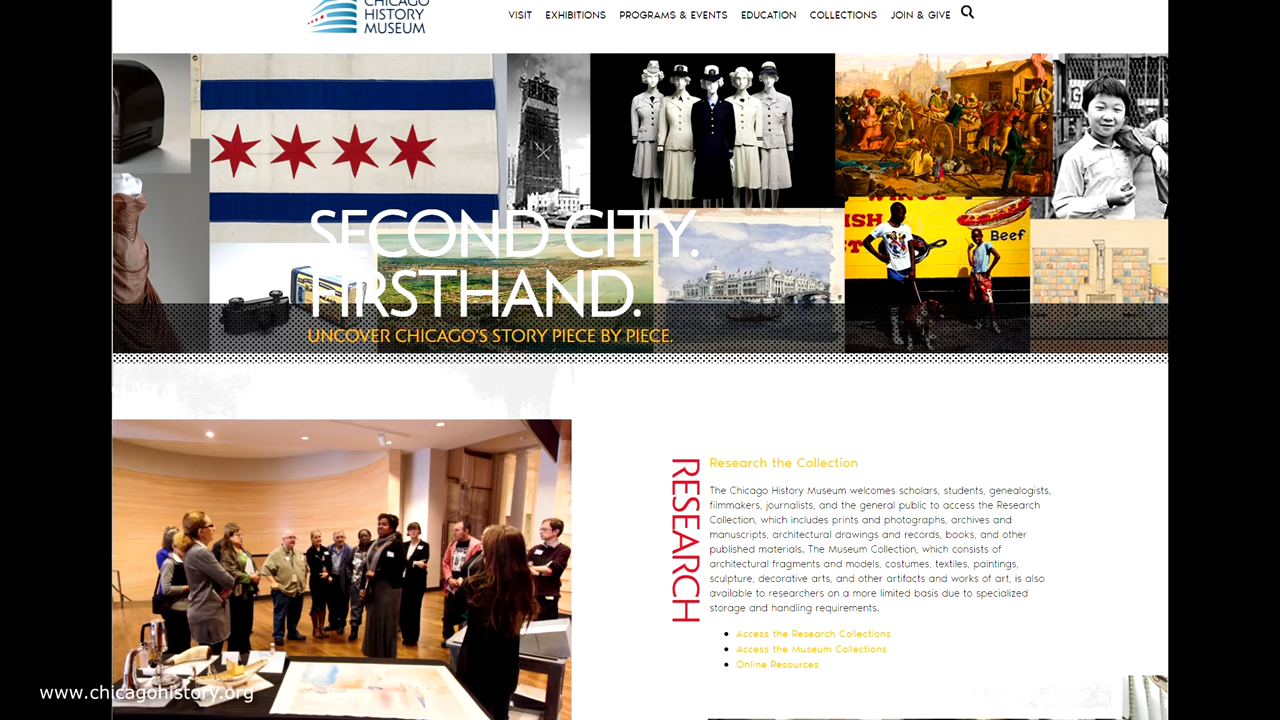 CHICAGO
HISTORY
MUSEUM
VISIT EXHIBITIONS PROGRAMS & EVENTS EDUCATION COLLECTIONS JOIN & GIVE
SECOND CITY.
FIRSTHAND.
UNCOVER CHICAGO'S STORY PIECE BY PIECE.
Beef
RESEARCH
Research the Collection
The Chicago History Museum welcomes scholars, students, genealogists,
filmmakers, journalists, and the general public to access the Research
Collection, which includes prints and photographs, archives and
manuscripts, architectural drawings and records, books, and other
published materials. The Museum Collection, which consists of
architectural fragments and models, costumes, textiles, paintings,
sculpture, decorative arts, and other artifacts and works of art, is also
available to researchers on a more limited basis due to specialized
storage and handling requirements.
Access the Research Collections
Access the Museum Collections
Online Resources
www.chicagohistory.org